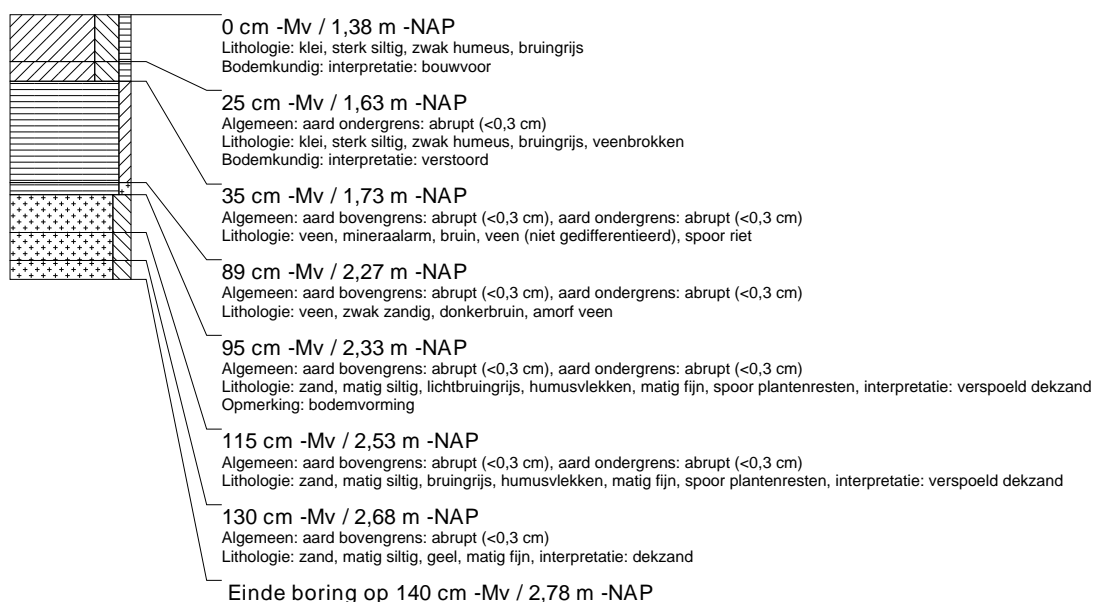 0 cm -Mv / 1,38 m -NAP
Lithologie: klei, sterk siltig, zwak humeus, bruingrijs
Bodemkundig: interpretatie: bouwvoor
25 cm -Mv / 1,63 m -NAP
Algemeen: aard ondergrens: abrupt (<0,3 cm)
Lithologie: klei, sterk siltig, zwak humeus, bruingrijs, veenbrokken
Bodemkundig: interpretatie: verstoord
35 cm -Mv / 1,73 m -NAP
Algemeen: aard bovengrens: abrupt (<0,3 cm), aard ondergrens: abrupt (<0,3 cm)
Lithologie: veen, mineraalarm, bruin, veen (niet gedifferentieerd), spoor riet
89 cm -Mv / 2,27 m -NAP
Algemeen: aard bovengrens: abrupt (<0,3 cm), aard ondergrens: abrupt (<0,3 cm)
Lithologie: veen, zwak zandig, donkerbruin, amorf veen
95 cm -Mv / 2,33 m -NAP
Algemeen: aard bovengrens: abrupt (<0,3 cm), aard ondergrens: abrupt (<0,3 cm)
Lithologie: zand, matig siltig, lichtbruingrijs, humusvlekken, matig fijn, spoor plantenresten, interpretatie: verspoeld dekzand
Opmerking: bodemvorming
115 cm -Mv / 2,53 m -NAP
Algemeen: aard bovengrens: abrupt (<0,3 cm), aard ondergrens: abrupt (<0,3 cm)
Lithologie: zand, matig siltig, bruingrijs, humusvlekken, matig fijn, spoor plantenresten, interpretatie: verspoeld dekzand
130 cm -Mv / 2,68 m -NAP
Algemeen: aard bovengrens: abrupt (<0,3 cm)
Lithologie: zand, matig siltig, geel, matig fijn, interpretatie: dekzand
Einde boring op 140 cm -Mv / 2,78 m -NAP